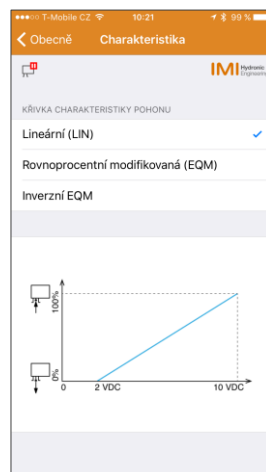 T-Mobile CZ 10:21 99 %
Obecně Charakteristika
IMI Hydronic
Engineering
KŘIVKA CHARAKTERISTIKY POHONU
Lineární (LIN)
Rovnoprocentní modifikovaná (EQM)
Inverzní EQM
100%
0%
0 2 VDC 10 VDC